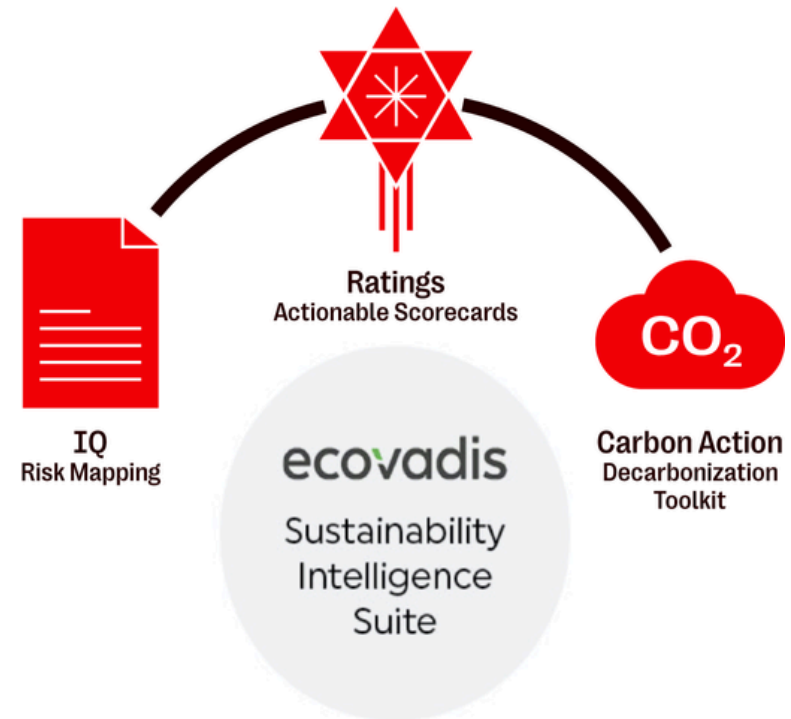 Ratings
Actionable Scorecards
IQ
Risk Mapping
CO₂
Carbon Action
Decarbonization
Toolkit
ecovadis
Sustainability
Intelligence
Suite